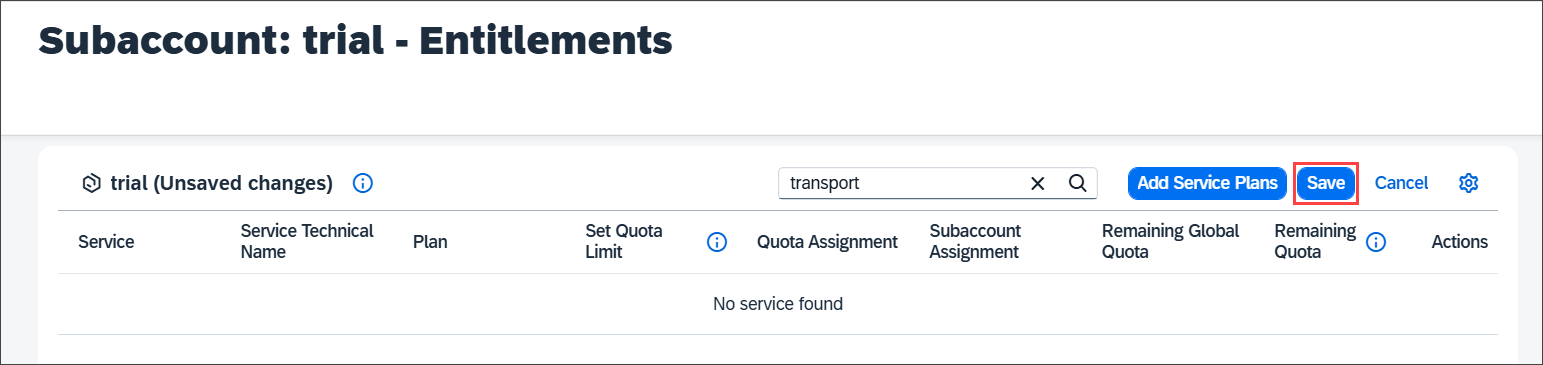 Subaccount: trial - Entitlements
trial (Unsaved changes)
transport
Add Service Plans
Save
Cancel
Service
Service Technical
Name
Plan
Set Quota
Limit
Quota Assignment
Subaccount
Assignment
Remaining Global
Quota
Remaining
Quota
Actions
No service found